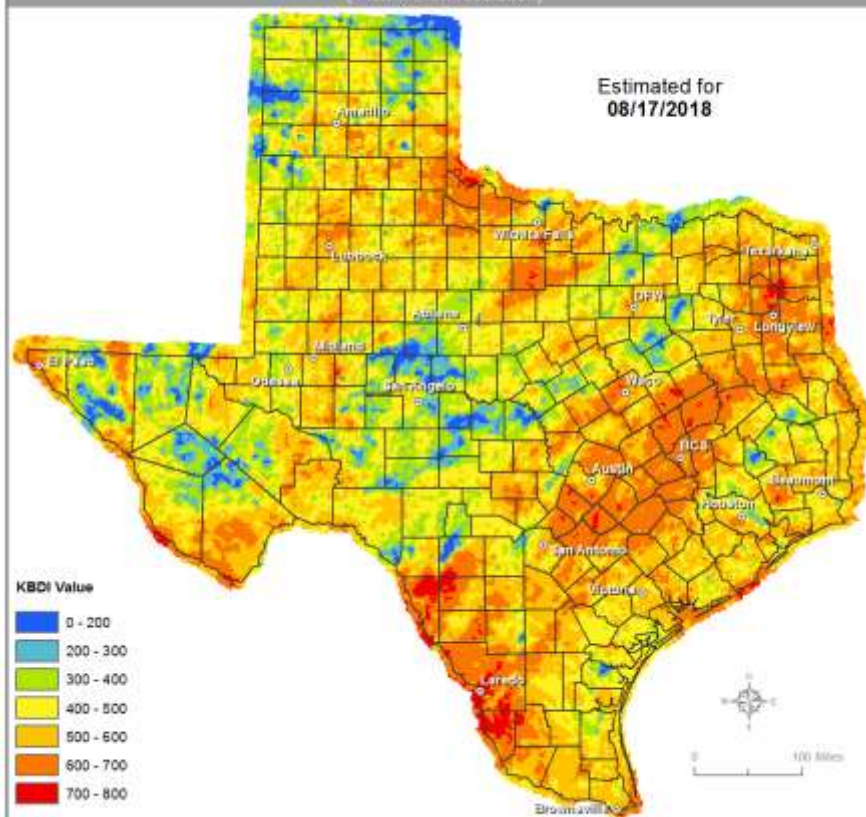 Estimated for
08/17/2018
Amarillo
Wichita Falls
Lubbock
Texarkana
DFW
Abilene
Tyler
Longview
El Paso
Midland
Odessa
San Angelo
Waco
BCS
Austin
Beaumont
Houston
San Antonio
Victoria
KBDI Value
0 - 200
200 - 300
300 - 400
400 - 500
500 - 600
600 - 700
700 - 800
Laredo
N
W
E
S
0
100 Miles
Brownsville